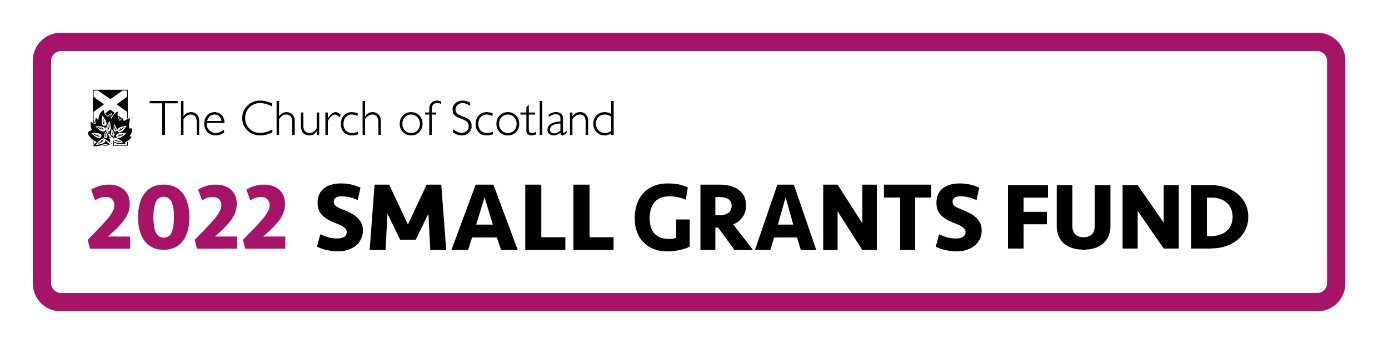 The Church of Scotland
2022 SMALL GRANTS FUND